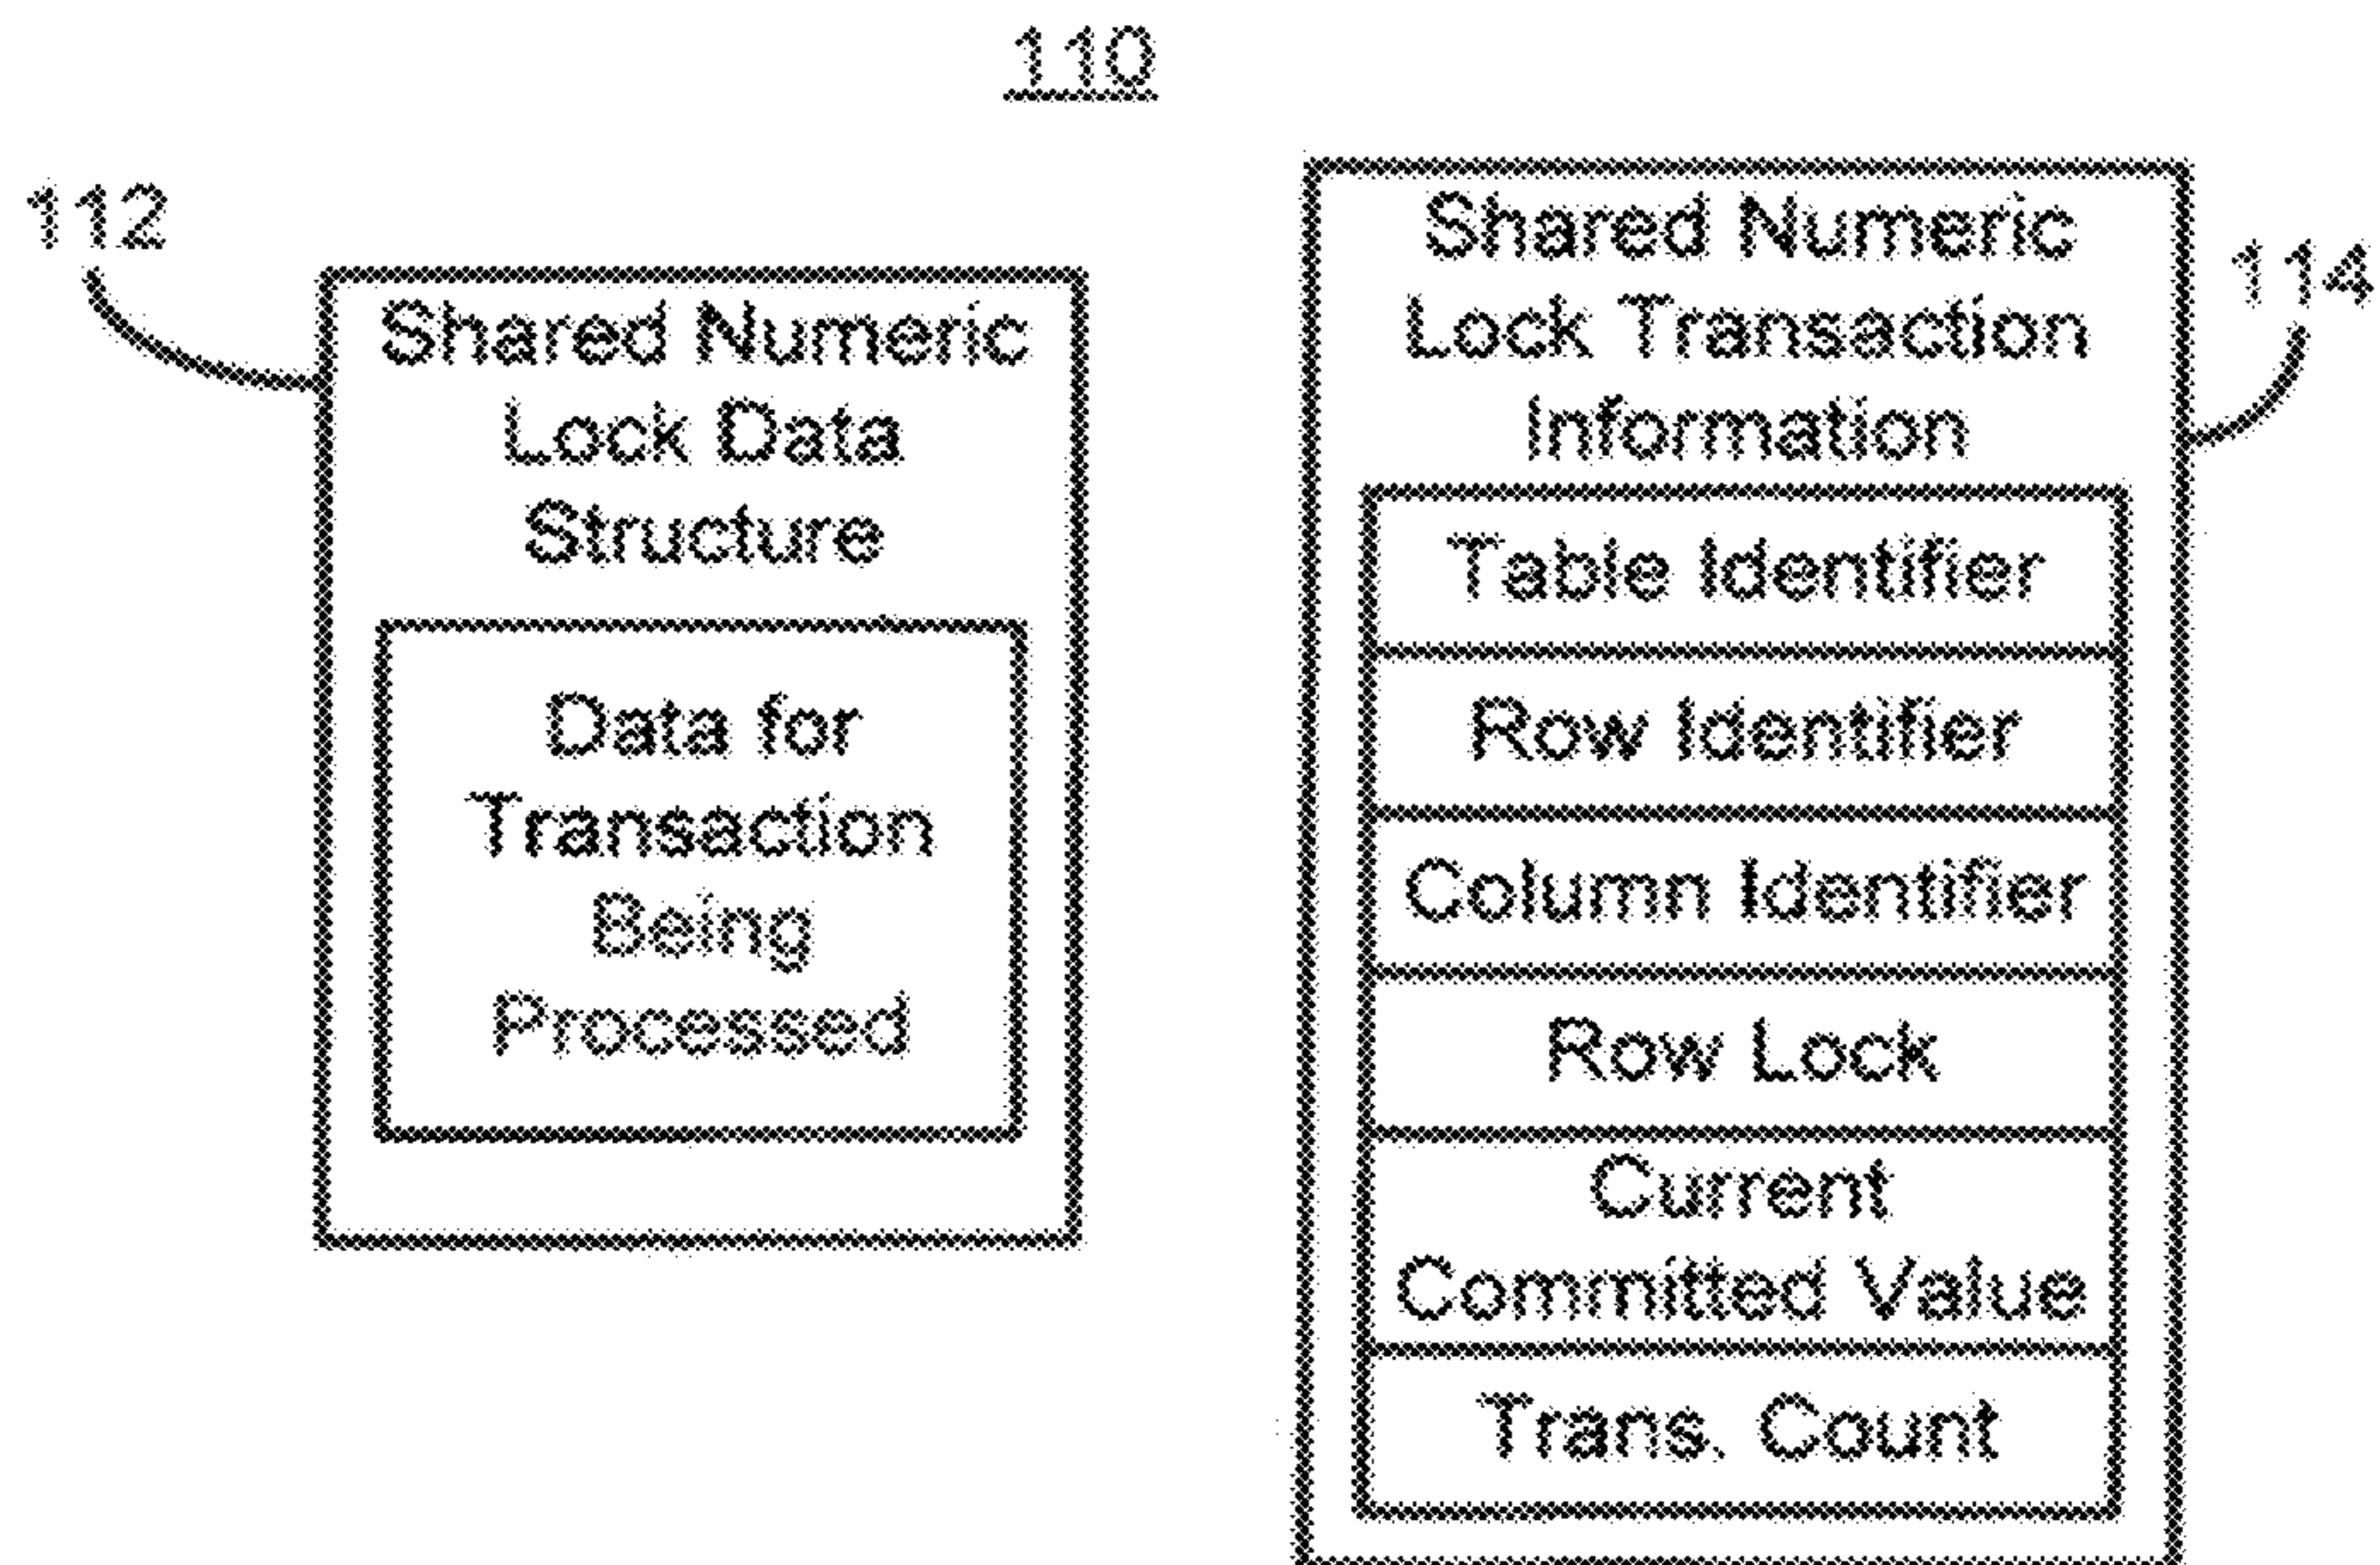 110
112
Shared Numeric
Lock Data
Structure
Data for
Transaction
Being
Processed
114
Shared Numeric
Lock Transaction
Information
Table Identifier
Row Identifier
Column Identifier
Row Lock
Current
Committed Value
Trans. Count